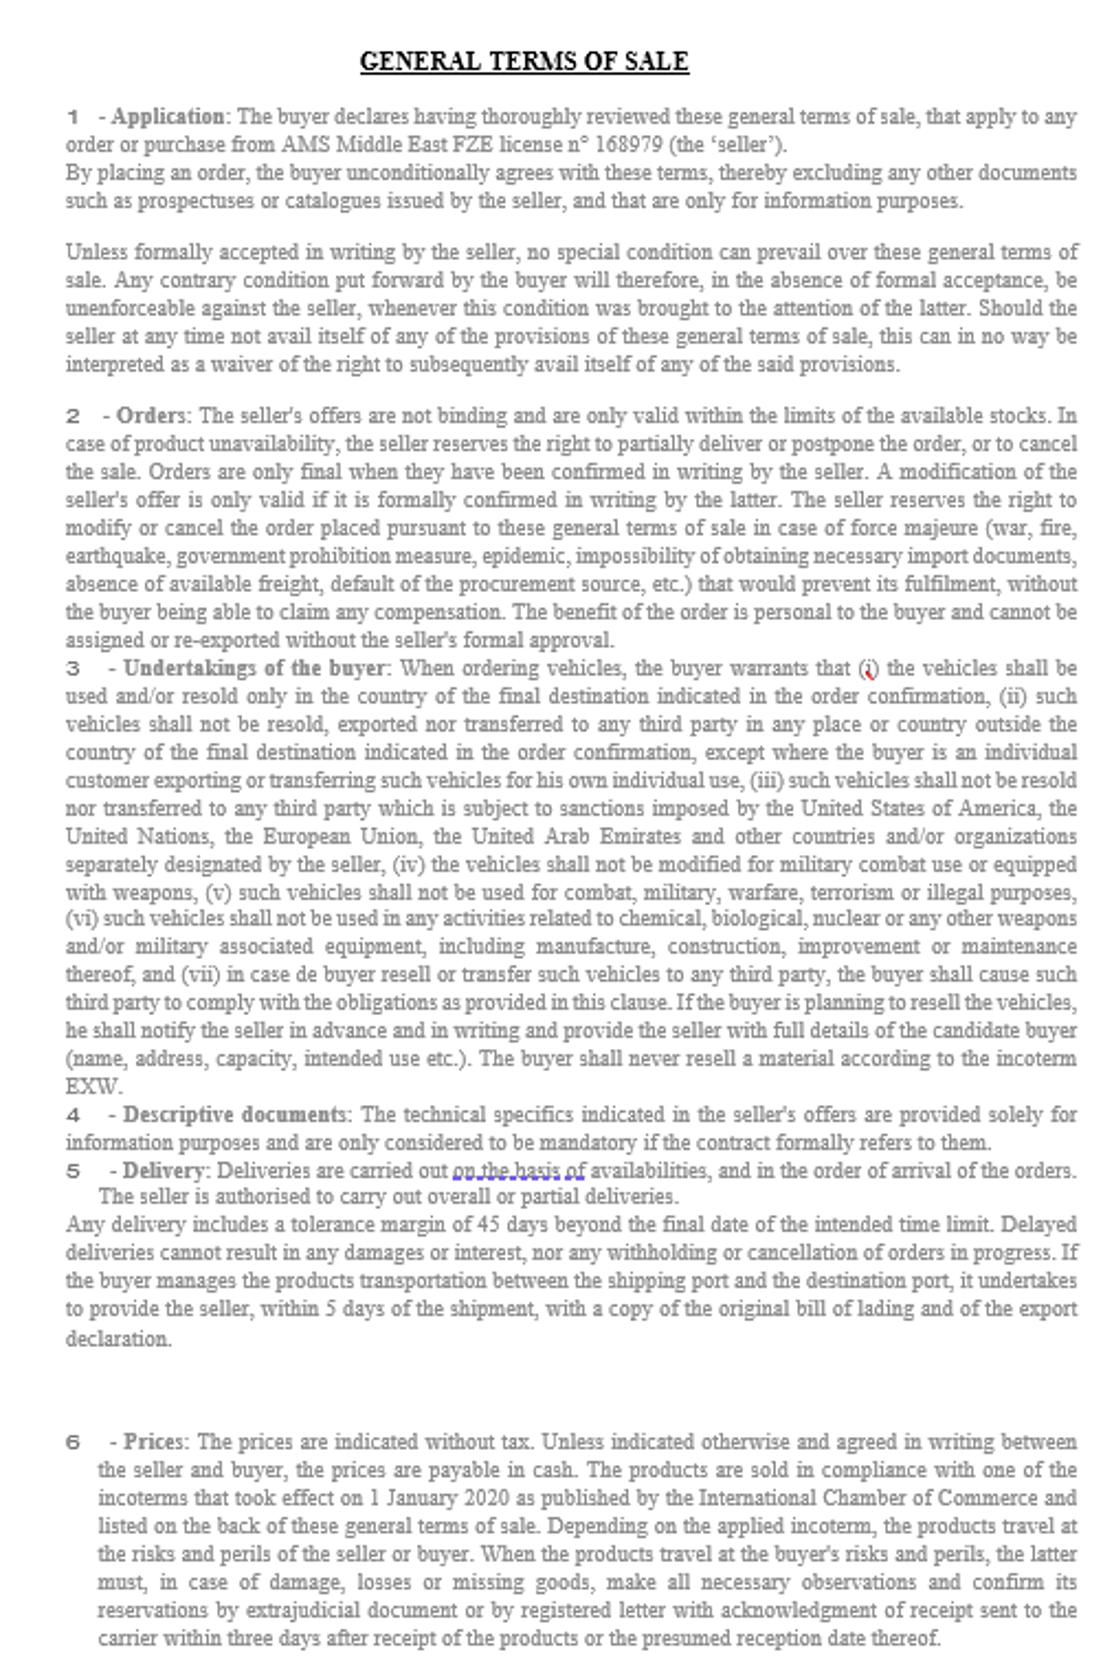 GENERAL TERMS OF SALE
1 - Application: The buyer declares having thoroughly reviewed these general terms of sale, that apply to any
order or purchase from AMS Middle East FZE license n° 168979 (the ‘seller’).
By placing an order, the buyer unconditionally agrees with these terms, thereby excluding any other documents
such as prospectuses or catalogues issued by the seller, and that are only for information purposes.
Unless formally accepted in writing by the seller, no special condition can prevail over these general terms of
sale. Any contrary condition put forward by the buyer will therefore, in the absence of formal acceptance, be
unenforceable against the seller, whenever this condition was brought to the attention of the latter. Should the
seller at any time not avail itself of any of the provisions of these general terms of sale, this can in no way be
interpreted as a waiver of the right to subsequently avail itself of any of the said provisions.
2 - Orders: The seller's offers are not binding and are only valid within the limits of the available stocks. In
case of product unavailability, the seller reserves the right to partially deliver or postpone the order, or to cancel
the sale. Orders are only final when they have been confirmed in writing by the seller. A modification of the
seller's offer is only valid if it is formally confirmed in writing by the latter. The seller reserves the right to
modify or cancel the order placed pursuant to these general terms of sale in case of force majeure (war, fire,
earthquake, government prohibition measure, epidemic, impossibility of obtaining necessary import documents,
absence of available freight, default of the procurement source, etc.) that would prevent its fulfilment, without
the buyer being able to claim any compensation. The benefit of the order is personal to the buyer and cannot be
assigned or re-exported without the seller's formal approval.
3 - Undertakings of the buyer: When ordering vehicles, the buyer warrants that (i) the vehicles shall be
used and/or resold only in the country of the final destination indicated in the order confirmation, (ii) such
vehicles shall not be resold, exported nor transferred to any third party in any place or country outside the
country of the final destination indicated in the order confirmation, except where the buyer is an individual
customer exporting or transferring such vehicles for his own individual use, (iii) such vehicles shall not be resold
nor transferred to any third party which is subject to sanctions imposed by the United States of America, the
United Nations, the European Union, the United Arab Emirates and other countries and/or organizations
separately designated by the seller, (iv) the vehicles shall not be modified for military combat use or equipped
with weapons, (v) such vehicles shall not be used for combat, military, warfare, terrorism or illegal purposes,
(vi) such vehicles shall not be used in any activities related to chemical, biological, nuclear or any other weapons
and/or military associated equipment, including manufacture, construction, improvement or maintenance
thereof, and (vii) in case de buyer resell or transfer such vehicles to any third party, the buyer shall cause such
third party to comply with the obligations as provided in this clause. If the buyer is planning to resell the vehicles,
he shall notify the seller in advance and in writing and provide the seller with full details of the candidate buyer
(name, address, capacity, intended use etc.). The buyer shall never resell a material according to the incoterm
EXW.
4 - Descriptive documents: The technical specifics indicated in the seller's offers are provided solely for
information purposes and are only considered to be mandatory if the contract formally refers to them.
5 - Delivery: Deliveries are carried out on the basis of availabilities, and in the order of arrival of the orders.
The seller is authorised to carry out overall or partial deliveries.
Any delivery includes a tolerance margin of 45 days beyond the final date of the intended time limit. Delayed
deliveries cannot result in any damages or interest, nor any withholding or cancellation of orders in progress. If
the buyer manages the products transportation between the shipping port and the destination port, it undertakes
to provide the seller, within 5 days of the shipment, with a copy of the original bill of lading and of the export
declaration.
6 - Prices: The prices are indicated without tax. Unless indicated otherwise and agreed in writing between
the seller and buyer, the prices are payable in cash. The products are sold in compliance with one of the
incoterms that took effect on 1 January 2020 as published by the International Chamber of Commerce and
listed on the back of these general terms of sale. Depending on the applied incoterm, the products travel at
the risks and perils of the seller or buyer. When the products travel at the buyer's risks and perils, the latter
must, in case of damage, losses or missing goods, make all necessary observations and confirm its
reservations by extrajudicial document or by registered letter with acknowledgment of receipt sent to the
carrier within three days after receipt of the products or the presumed reception date thereof.